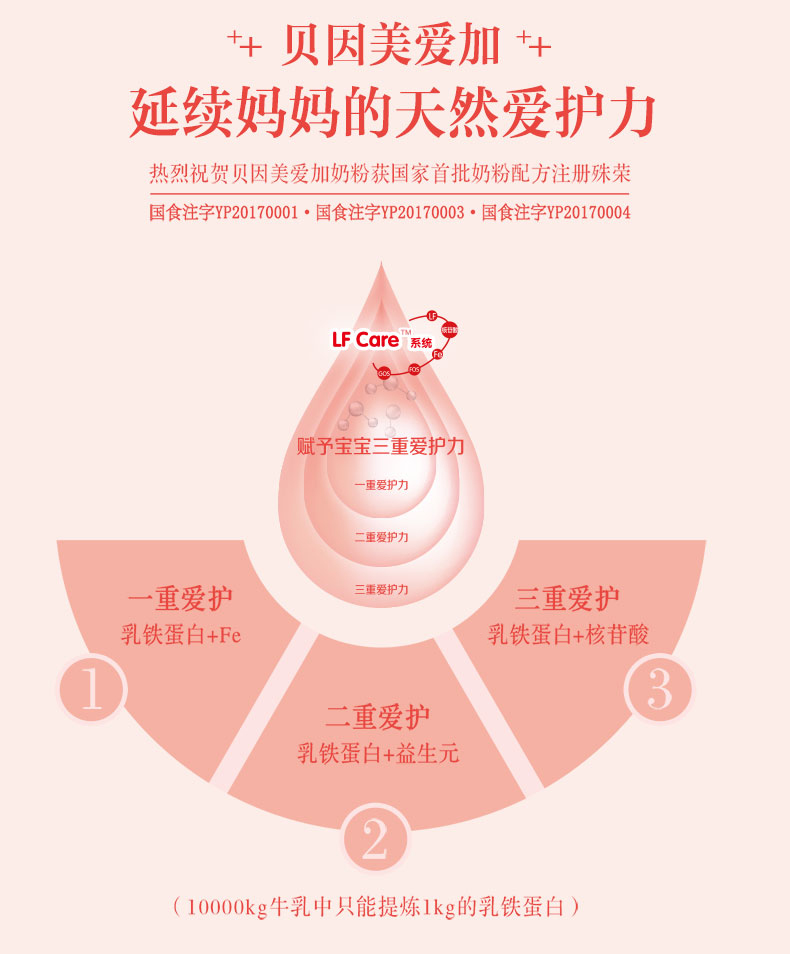 贝因美爱加
延续妈妈的天然爱护力
热烈祝贺贝因美爱加奶粉获国家首批奶粉配方注册殊荣
国食注字YP20170001·国食注字YP20170003·国食注字YP20170004
LF
核苷酸
LF Care™系统
Fe
GOS
FOS
赋予宝宝三重爱护力
一重爱护力
二重爱护力
三重爱护力
一重爱护
乳铁蛋白+Fe
1
三重爱护
乳铁蛋白+核苷酸
3
二重爱护
乳铁蛋白+益生元
2
（10000kg牛乳中只能提炼1kg的乳铁蛋白）